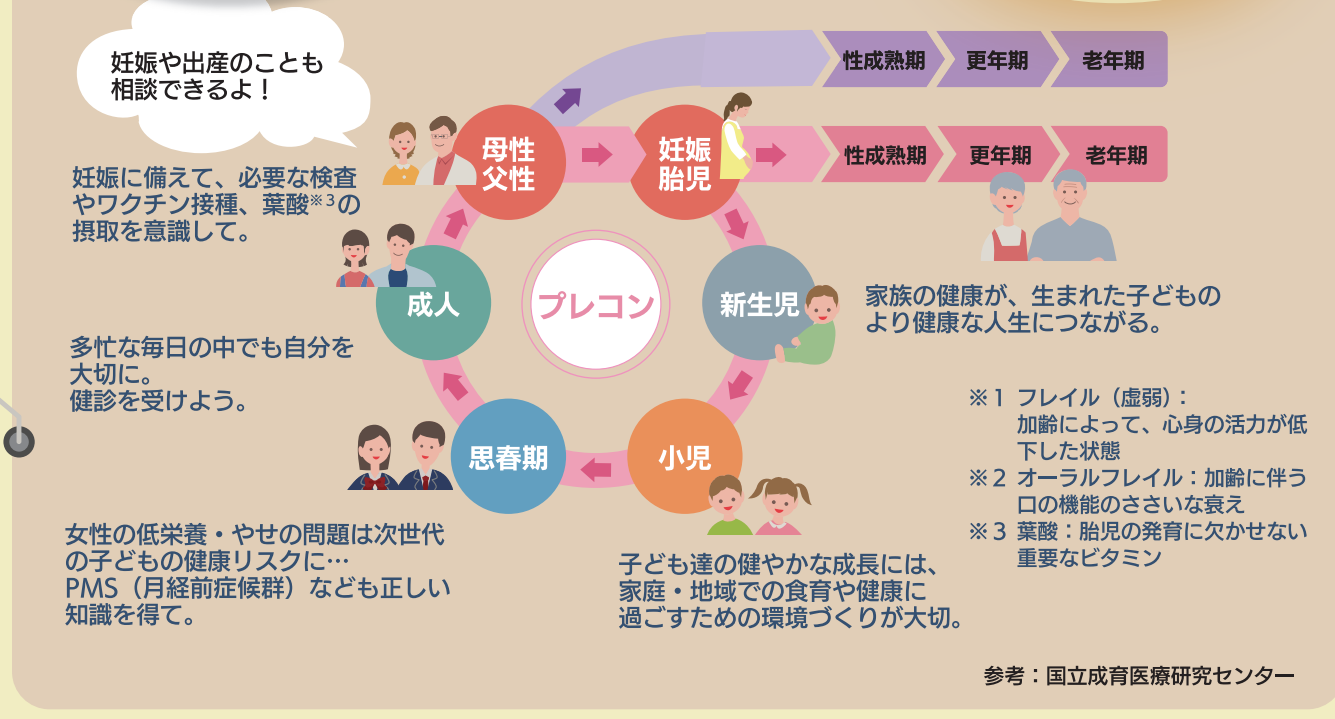 妊娠や出産のことも
相談できるよ！
性成熟期
更年期
老年期
母性
父性
妊娠
胎児
性成熟期
更年期
老年期
妊娠に備えて、必要な検査
やワクチン接種、葉酸※3の
摂取を意識して。
成人
プレコン
新生児
家族の健康が、生まれた子どもの
より健康な人生につながる。
多忙な毎日の中でも自分を
大切に。
健診を受けよう。
思春期
小児
女性の低栄養・やせの問題は次世代
の子どもの健康リスクに…
PMS（月経前症候群）なども正しい
知識を得て。
子ども達の健やかな成長には、
家庭・地域での食育や健康に
過ごすための環境づくりが大切。
※1 フレイル（虚弱）：
加齢によって、心身の活力が低
下した状態
※2 オーラルフレイル：加齢に伴う
口の機能のささいな衰え
※3 葉酸：胎児の発育に欠かせない
重要なビタミン
参考：国立成育医療研究センター